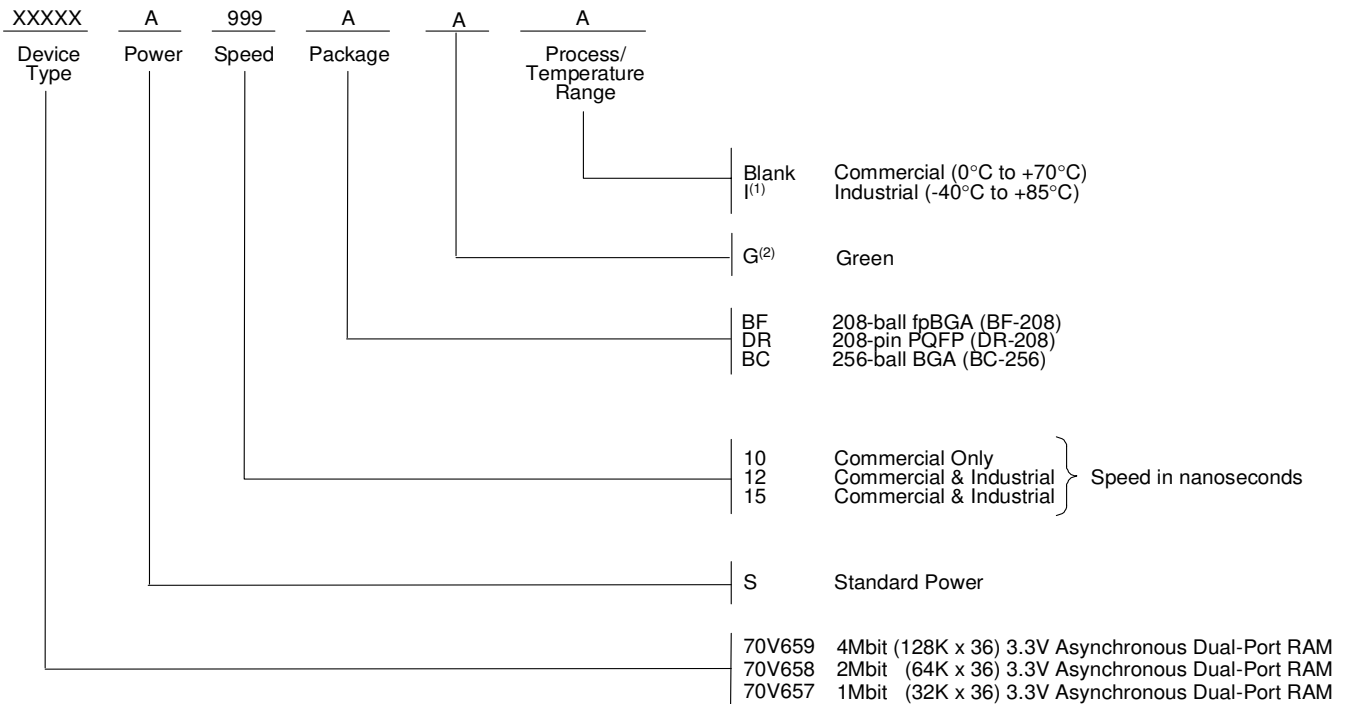 XXXXX A 999 A A A
Device Type Power Speed Package Process/ Temperature Range
Blank Commercial (0°C to +70°C)
I(1) Industrial (-40°C to +85°C)
G(2) Green
BF 208-ball fpBGA (BF-208)
DR 208-pin PQFP (DR-208)
BC 256-ball BGA (BC-256)
10 Commercial Only
12 Commercial & Industrial Speed in nanoseconds
15 Commercial & Industrial
S Standard Power
70V659 4Mbit (128K x 36) 3.3V Asynchronous Dual-Port RAM
70V658 2Mbit (64K x 36) 3.3V Asynchronous Dual-Port RAM
70V657 1Mbit (32K x 36) 3.3V Asynchronous Dual-Port RAM